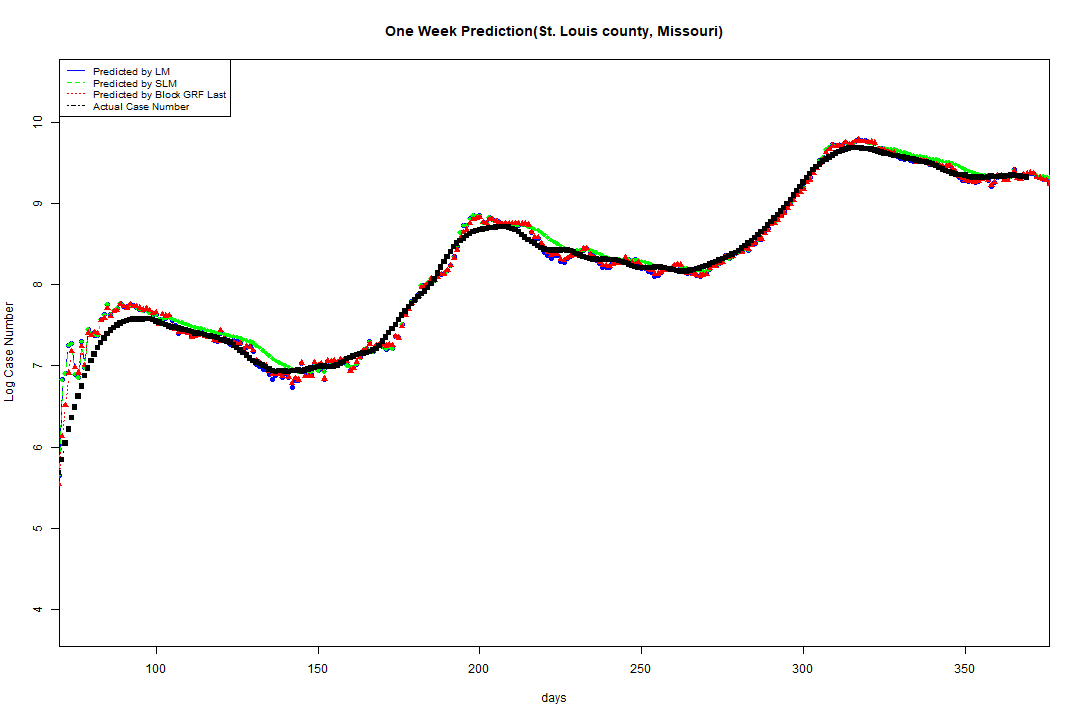 One Week Prediction(St. Louis county, Missouri)
Predicted by LM
Predicted by SLM
Predicted by Block GRF Last
Actual Case Number
10
9
8
7
6
5
4
Log Case Number
100 150 200 250 300 350
days